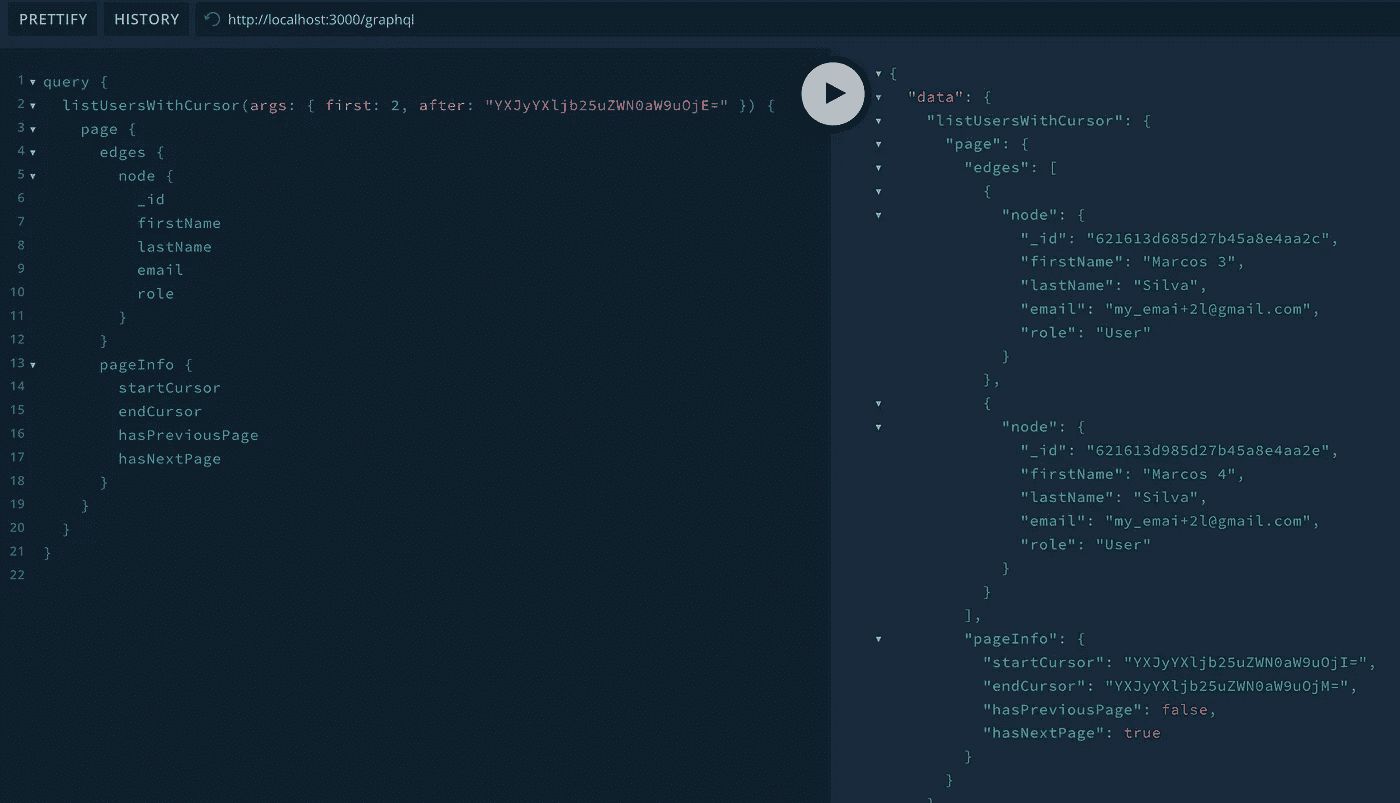 PRETTIFY HISTORY http://localhost:3000/graphql
1 query {
2 listUsersWithCursor(args: { first: 2, after: "YXJyYXljb25uZWN0aW9uOjE=" }) {
3 page {
4 edges {
5 node {
6 _id
7 firstName
8 lastName
9 email
10 role
11 }
12 }
13 pageInfo {
14 startCursor
15 endCursor
16 hasPreviousPage
17 hasNextPage
18 }
19 }
20 }
21 }
22
{
"data": {
"listUsersWithCursor": {
"page": {
"edges": [
{
"node": {
"_id": "621613d685d27b45a8e4aa2c",
"firstName": "Marcos 3",
"lastName": "Silva",
"email": "my_emai+2l@gmail.com",
"role": "User"
}
},
{
"node": {
"_id": "621613d985d27b45a8e4aa2e",
"firstName": "Marcos 4",
"lastName": "Silva",
"email": "my_emai+2l@gmail.com",
"role": "User"
}
}
],
"pageInfo": {
"startCursor": "YXJyYXljb25uZWN0aW9uOjI=",
"endCursor": "YXJyYXljb25uZWN0aW9uOjM=",
"hasPreviousPage": false,
"hasNextPage": true
}
}
}